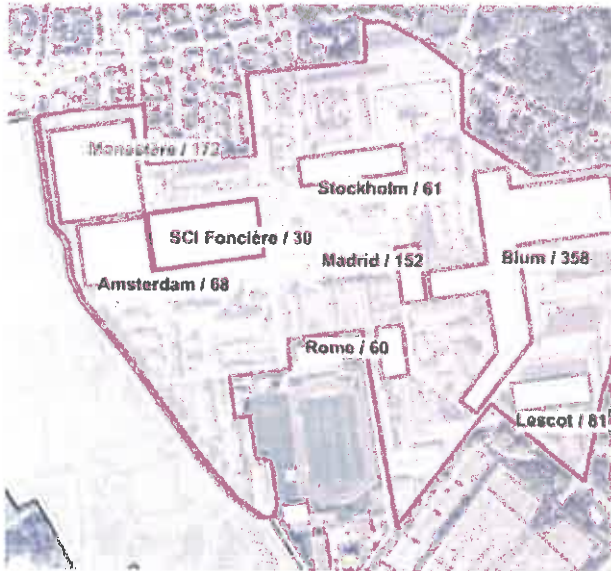 Monastère / 172
Stockholm / 61
SCI Foncière / 30
Madrid / 152
Blum / 358
Amsterdam / 68
Rome / 60
Lescot / 81